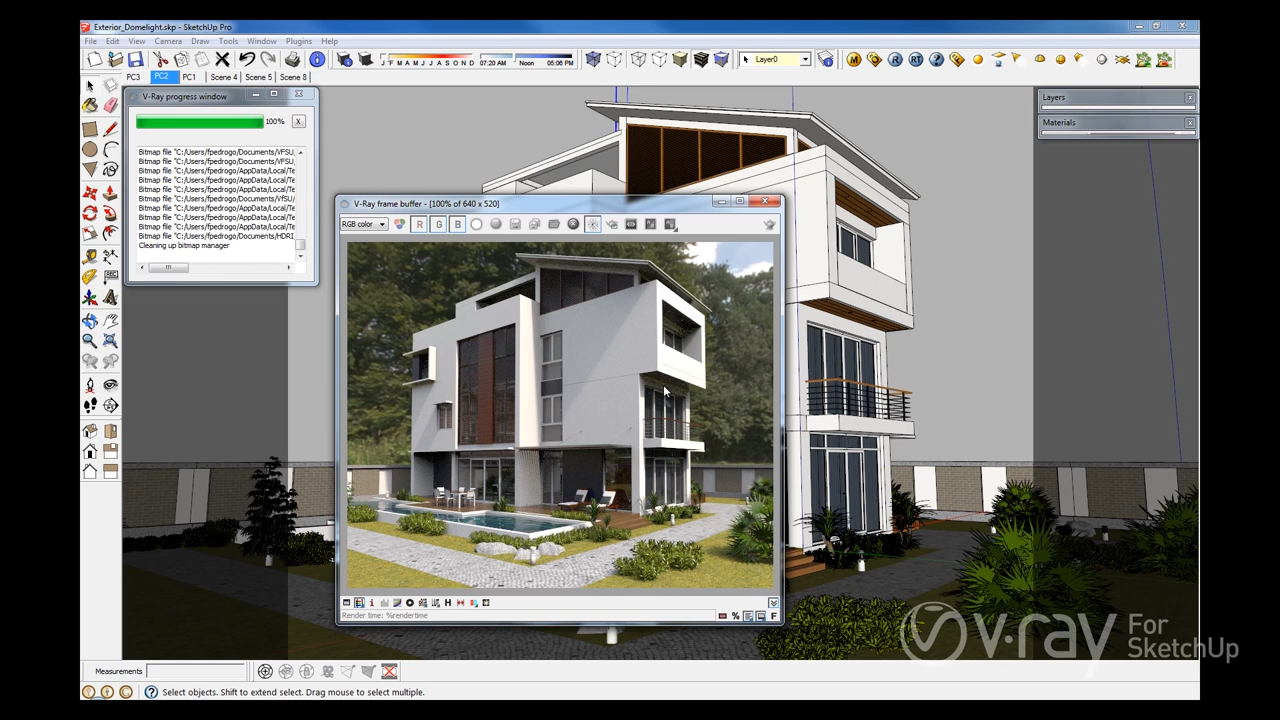 Exterior_Domelight.skp - SketchUp Pro
File Edit View Camera Draw Tools Window Plugins Help
J F M A M J J A S O N D 07:20 AM Noon 05:06 PM
Layer0
M R RT
PC3 PC2 PC1 Scene 4 Scene 5 Scene 8
V-Ray progress window
100%
X
Bitmap file "C:/Users/fpedrogo/Documents/VFSU,
Bitmap file "C:/Users/fpedrogo/Documents/VFSU,
Bitmap file "C:/Users/fpedrogo/AppData/Local/Te
Bitmap file "C:/Users/fpedrogo/AppData/Local/Te
Bitmap file "C:/Users/fpedrogo/AppData/Local/Te
Bitmap file "C:/Users/fpedrogo/Documents/VfSU/
Bitmap file "C:/Users/fpedrogo/AppData/Local/Te
Bitmap file "C:/Users/fpedrogo/AppData/Local/Te
Bitmap file "C:/Users/fpedrogo/AppData/Local/Te
Bitmap file "C:/Users/fpedrogo/Documents/HDRI
Cleaning up bitmap manager
Layers
Materials
V-Ray frame buffer - [100% of 640 x 520]
RGB color R G B
H
Render time: %rendertime
% F
v·ray For SketchUp
Measurements
Select objects. Shift to extend select. Drag mouse to select multiple.